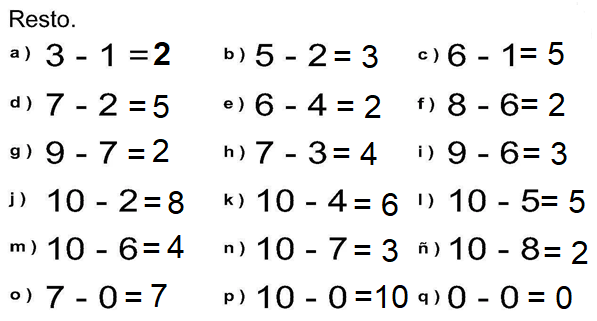 Resto.
a) 3 - 1 = 2 b) 5 - 2 = 3 c) 6 - 1 = 5
d) 7 - 2 = 5 e) 6 - 4 = 2 f) 8 - 6 = 2
g) 9 - 7 = 2 h) 7 - 3 = 4 i) 9 - 6 = 3
j) 10 - 2 = 8 k) 10 - 4 = 6 l) 10 - 5 = 5
m) 10 - 6 = 4 n) 10 - 7 = 3 ñ) 10 - 8 = 2
o) 7 - 0 = 7 p) 10 - 0 = 10 q) 0 - 0 = 0